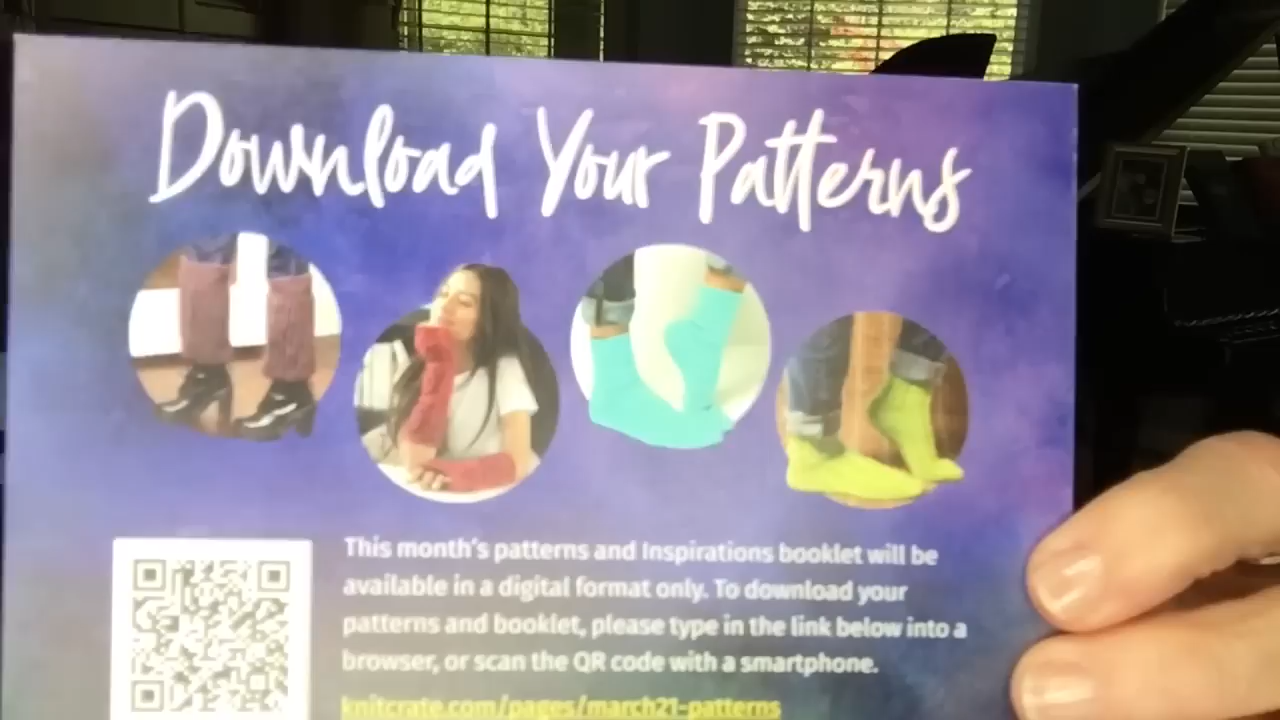 Download Your Patterns
This month's patterns and Inspirations booklet will be
available in a digital format only. To download your
patterns and booklet, please type in the link below into a
browser, or scan the QR code with a smartphone.
knitcrate.com/pages/march21-patterns